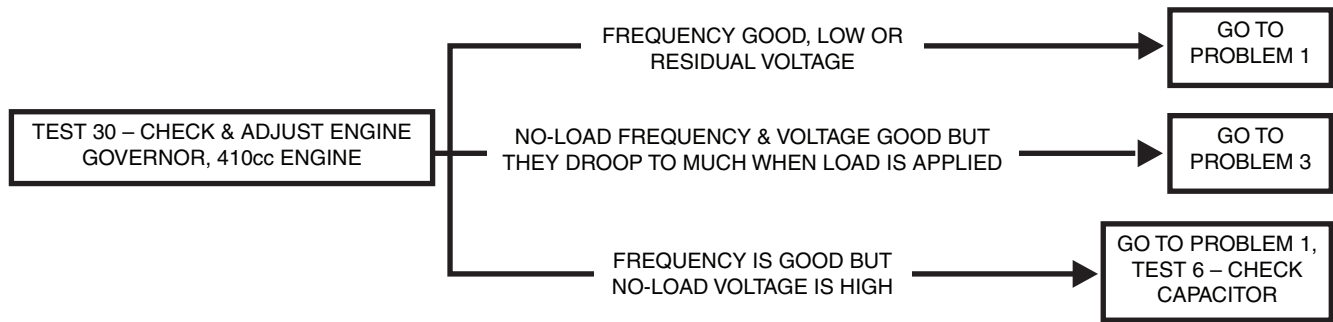 FREQUENCY GOOD, LOW OR
RESIDUAL VOLTAGE
GO TO
PROBLEM 1
TEST 30 – CHECK & ADJUST ENGINE
GOVERNOR, 410cc ENGINE
NO-LOAD FREQUENCY & VOLTAGE GOOD BUT
THEY DROOP TO MUCH WHEN LOAD IS APPLIED
GO TO
PROBLEM 3
FREQUENCY IS GOOD BUT
NO-LOAD VOLTAGE IS HIGH
GO TO PROBLEM 1,
TEST 6 – CHECK
CAPACITOR